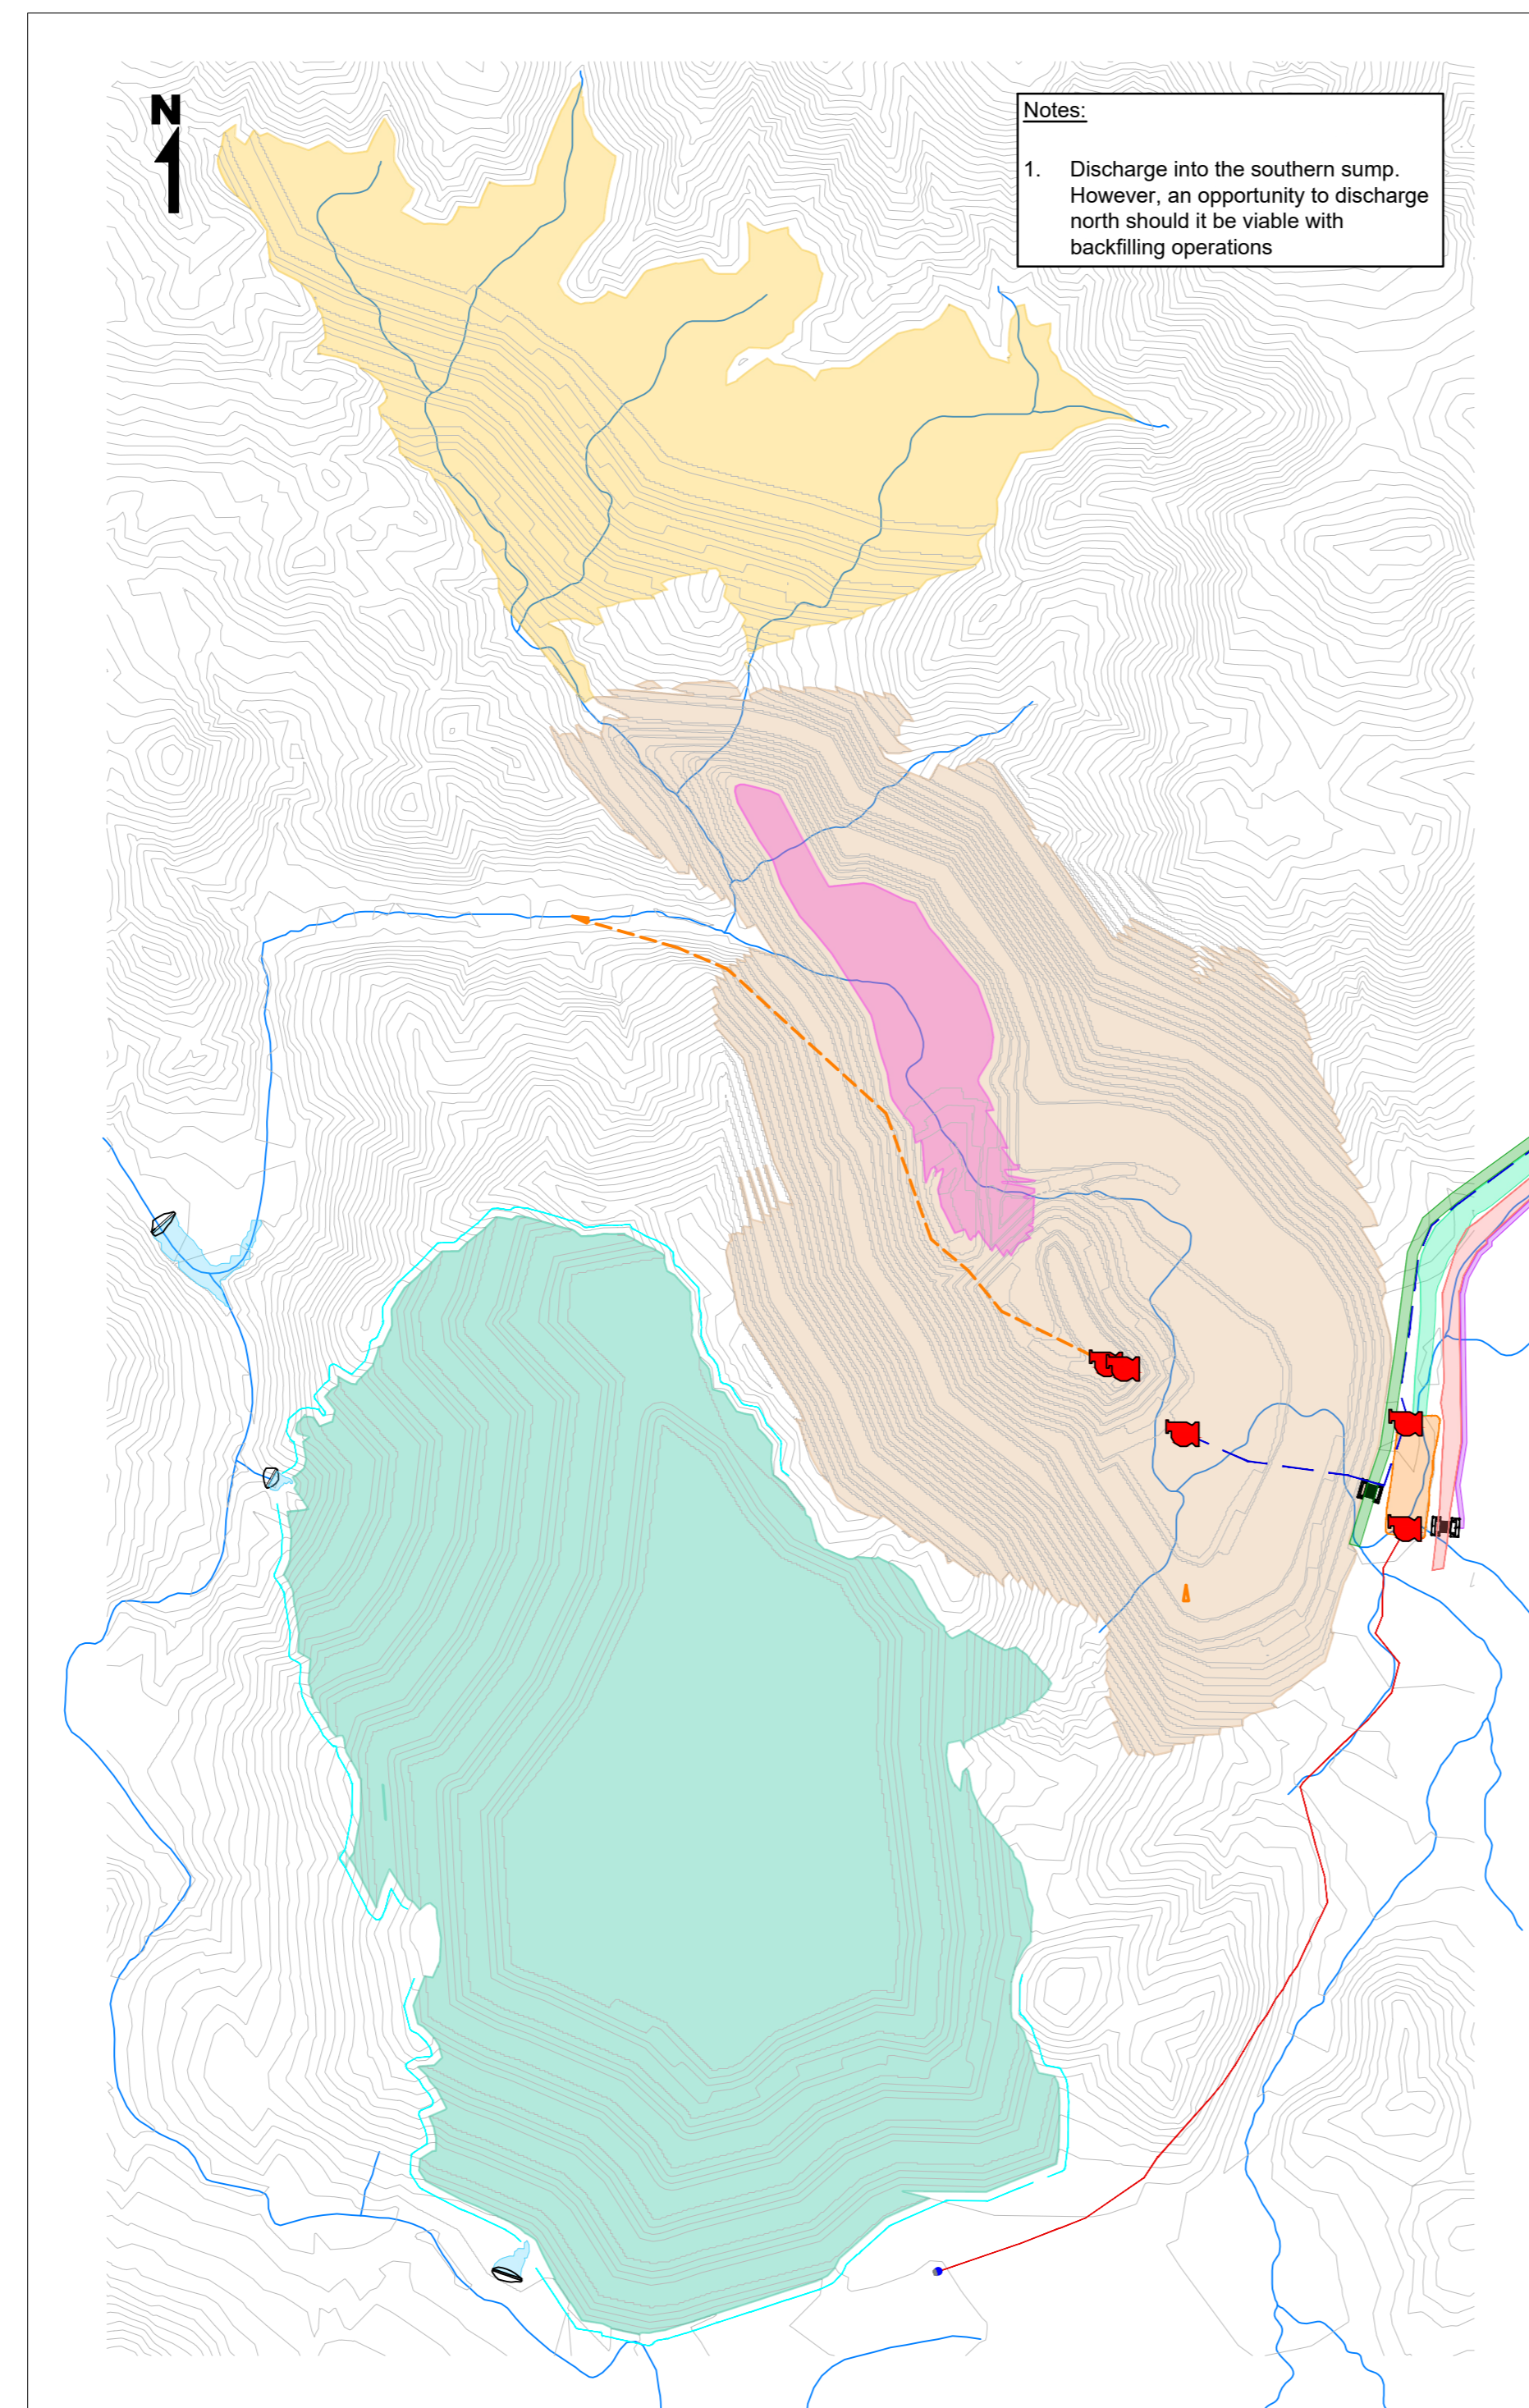 N
Notes:
1. Discharge into the southern sump.
However, an opportunity to discharge
north should it be viable with
backfilling operations